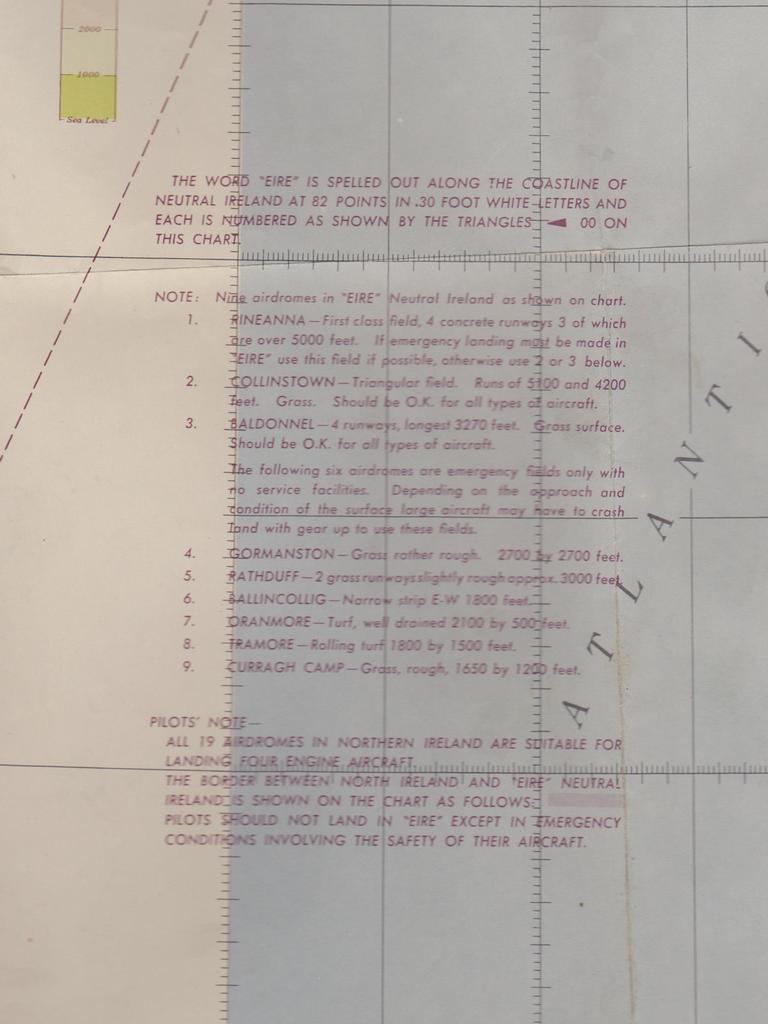 2000
1000
Sea Level
THE WORD "EIRE" IS SPELLED OUT ALONG THE COASTLINE OF
NEUTRAL IRELAND AT 82 POINTS IN .30 FOOT WHITE LETTERS AND
EACH IS NUMBERED AS SHOWN BY THE TRIANGLES ◀ 00 ON
THIS CHART.
NOTE: Nine airdromes in "EIRE" Neutral Ireland as shown on chart.
1. RINEANNA—First class field, 4 concrete runways 3 of which
are over 5000 feet. If emergency landing must be made in
"EIRE" use this field if possible, otherwise use 2 or 3 below.
2. COLLINSTOWN—Triangular field. Runs of 5100 and 4200
feet. Grass. Should be O.K. for all types of aircraft.
3. BALDONNEL—4 runways, longest 3270 feet. Grass surface.
Should be O.K. for all types of aircraft.
The following six airdromes are emergency fields only with
no service facilities. Depending on the approach and
condition of the surface large aircraft may have to crash
land with gear up to use these fields.
4. GORMANSTON—Grass rather rough. 2700 by 2700 feet.
5. RATHDUFF—2 grass runways slightly rough approx. 3000 feet.
6. BALLINCOLLIG—Narrow strip E-W 1800 feet.
7. ORANMORE—Turf, well drained 2100 by 500 feet.
8. TRAMORE—Rolling turf 1800 by 1500 feet.
9. CURRAGH CAMP—Grass, rough, 1650 by 1200 feet.
PILOTS' NOTE—
ALL 19 AIRDROMES IN NORTHERN IRELAND ARE SUITABLE FOR
LANDING FOUR ENGINE AIRCRAFT.
THE BORDER BETWEEN NORTH IRELAND AND "EIRE" NEUTRAL
IRELAND IS SHOWN ON THE CHART AS FOLLOWS:
PILOTS SHOULD NOT LAND IN "EIRE" EXCEPT IN EMERGENCY
CONDITIONS INVOLVING THE SAFETY OF THEIR AIRCRAFT.
ATLANTI